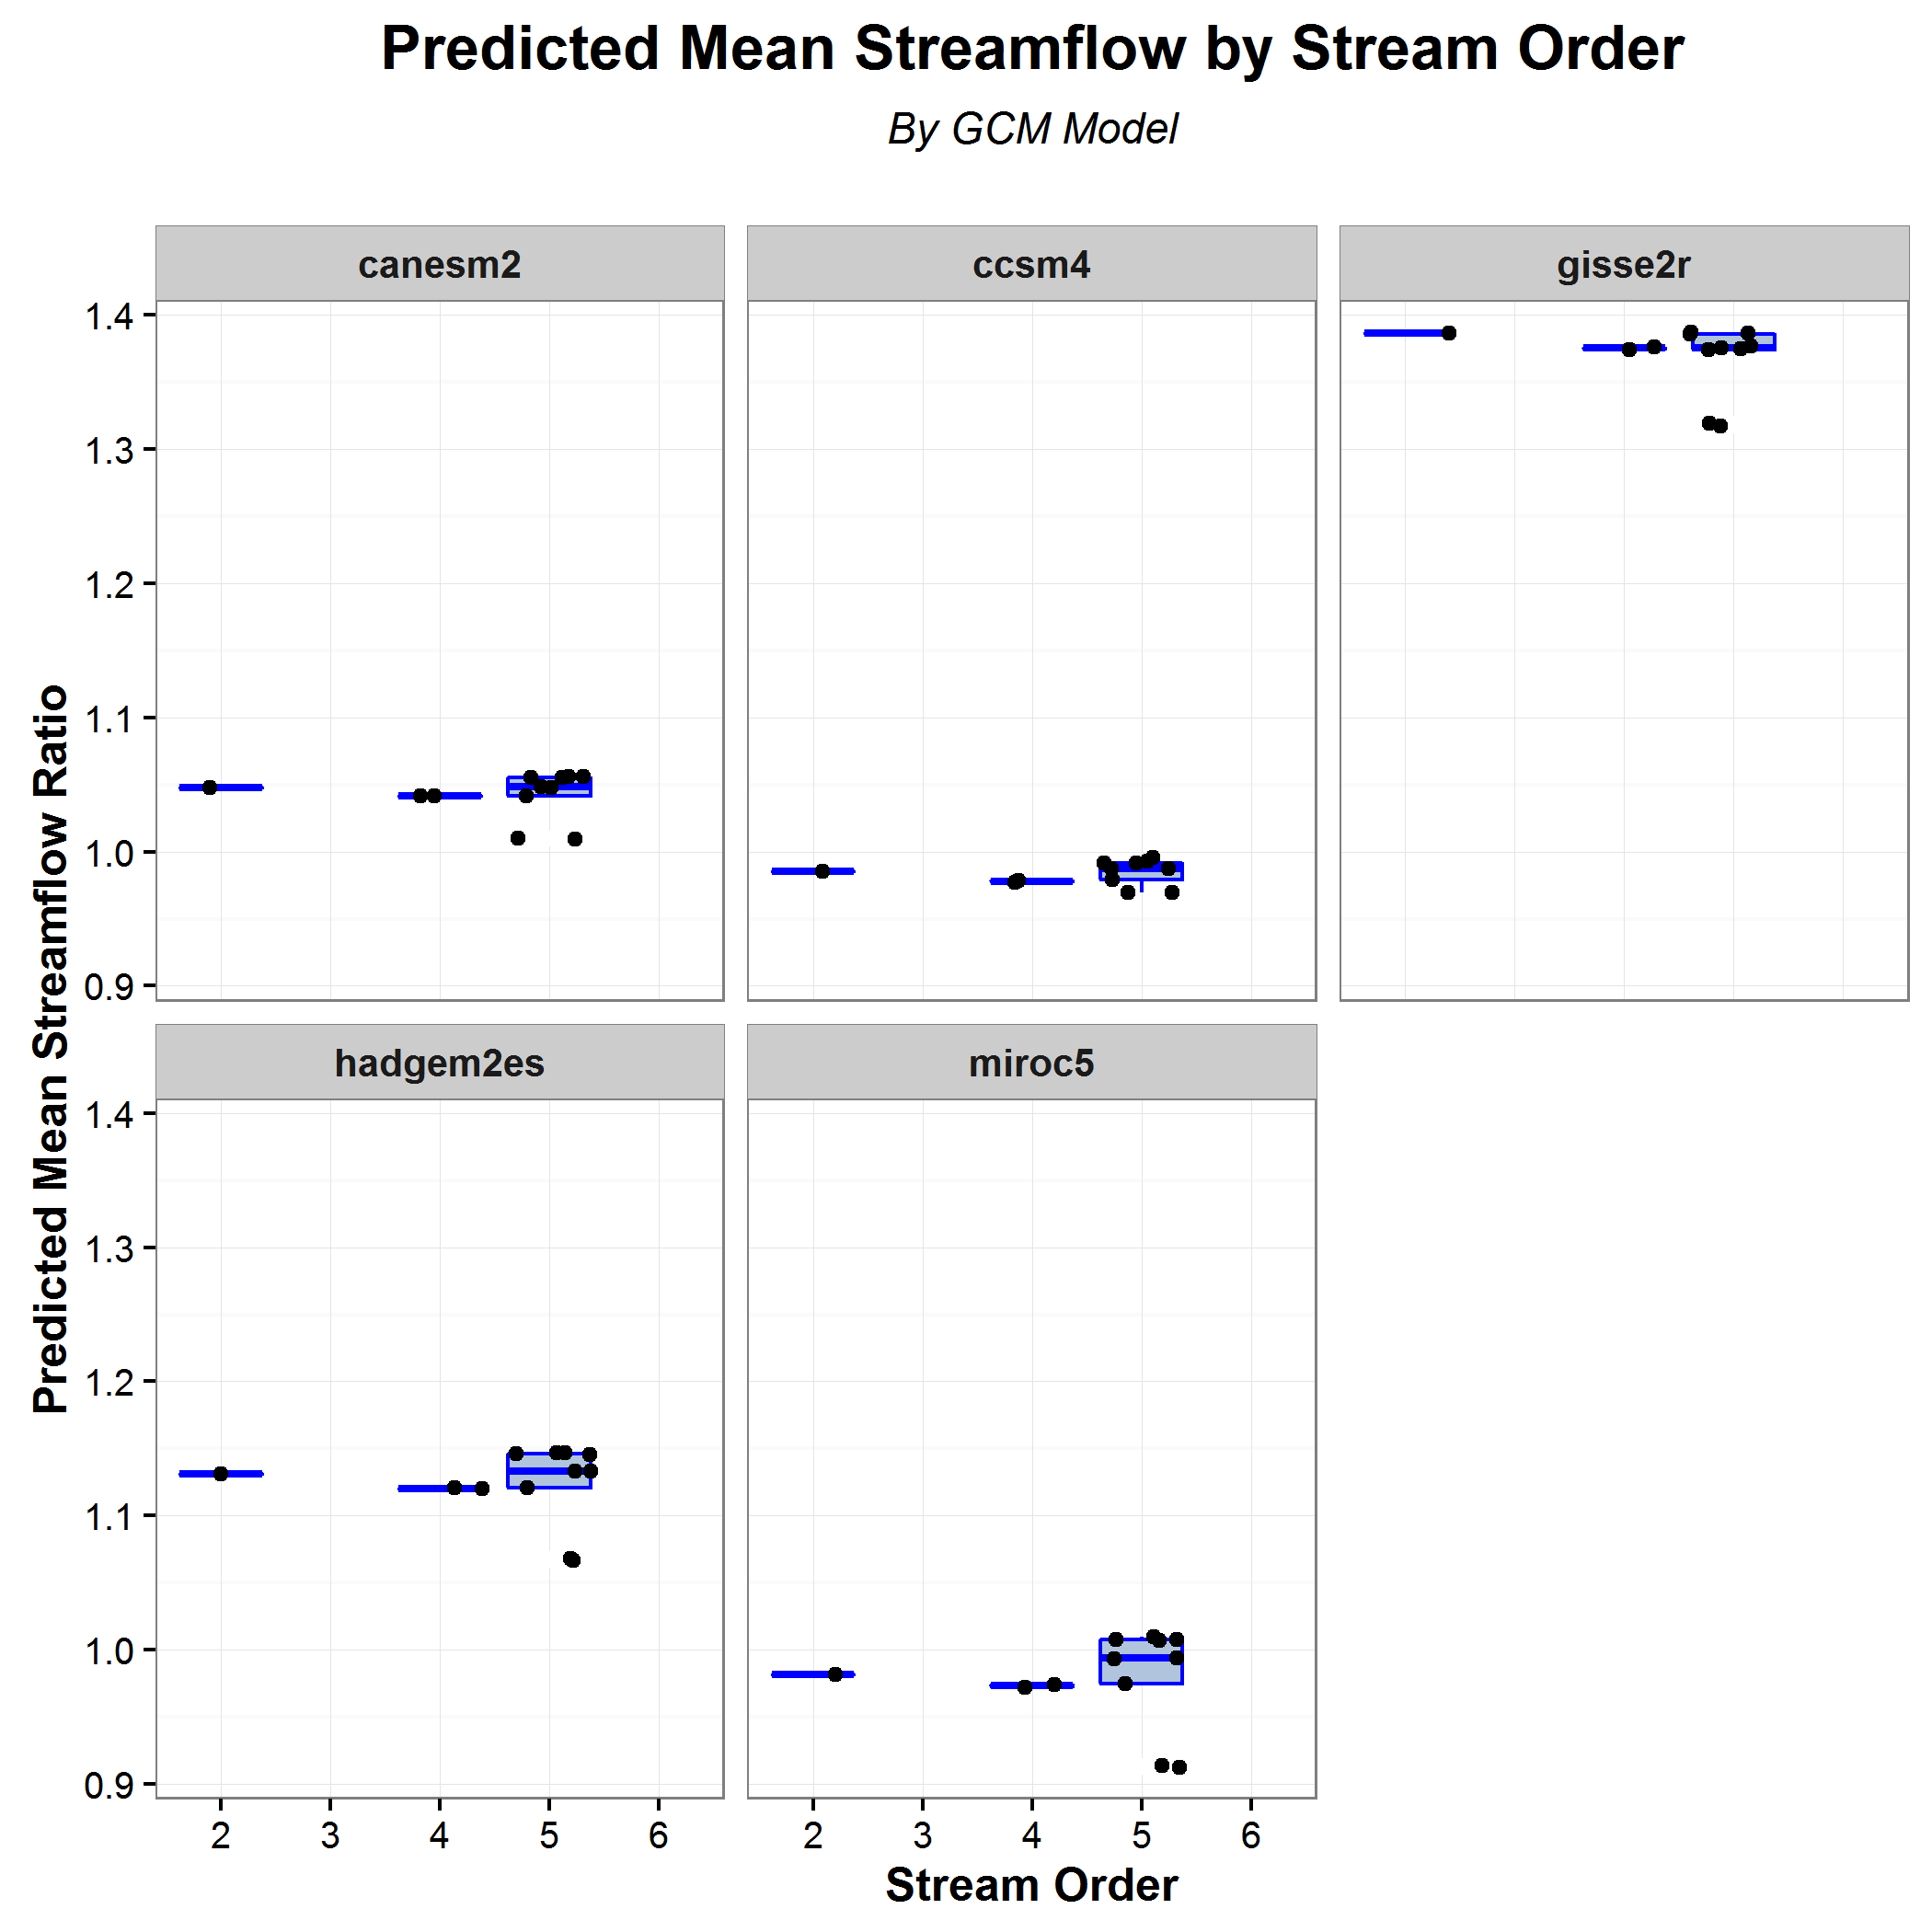 Predicted Mean Streamflow by Stream Order
By GCM Model
canesm2
ccsm4
gisse2r
1.4
1.3
1.2
1.1
1.0
0.9
Predicted Mean Streamflow Ratio
hadgem2es
miroc5
1.4
1.3
1.2
1.1
1.0
0.9
2 3 4 5 6
2 3 4 5 6
Stream Order